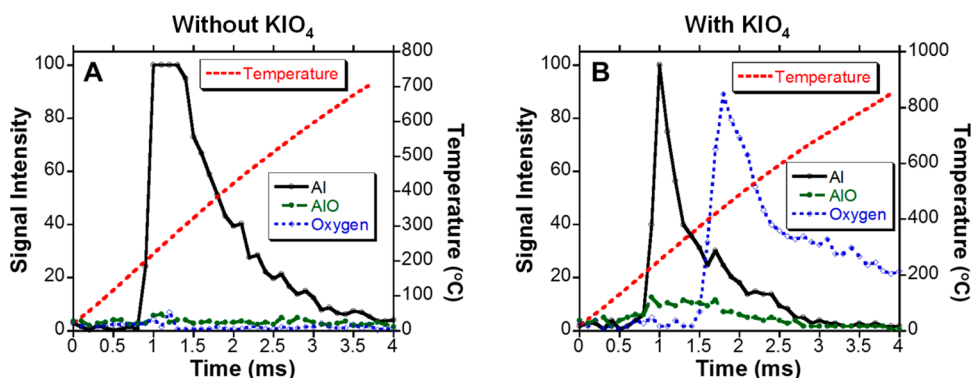 Without KIO4
With KIO4
A
B
Signal Intensity
100
80
60
40
20
0
Temperature
Al
AlO
Oxygen
800
700
600
500
400
300
200
100
0
Temperature (°C)
0 0.5 1 1.5 2 2.5 3 3.5 4
Time (ms)
Signal Intensity
100
80
60
40
20
0
Temperature
Al
AlO
Oxygen
1000
800
600
400
200
0
Temperature (°C)
0 0.5 1 1.5 2 2.5 3 3.5 4
Time (ms)